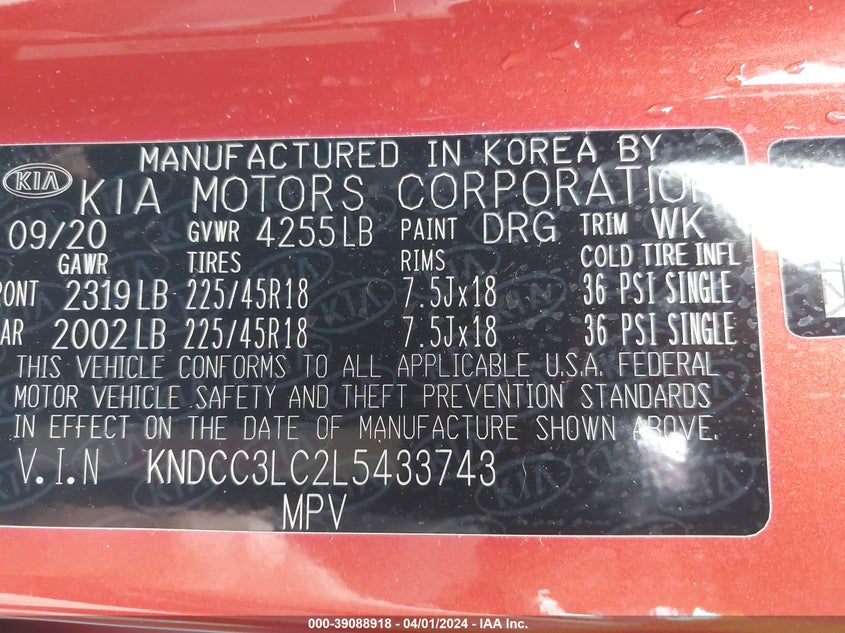 MANUFACTURED IN KOREA BY
KIA KIA MOTORS CORPORATION
09/20 GVWR 4255LB PAINT DRG TRIM WK
GAWR TIRES RIMS COLD TIRE INFL
RONT 2319LB 225/45R18 7.5Jx18 36 PSI SINGLE
AR 2002LB 225/45R18 7.5Jx18 36 PSI SINGLE
THIS VEHICLE CONFORMS TO ALL APPLICABLE U.S.A. FEDERAL
MOTOR VEHICLE SAFETY AND THEFT PREVENTION STANDARDS
IN EFFECT ON THE DATE OF MANUFACTURE SHOWN ABOVE.
V.I.N KNDCC3LC2L5433743
MPV
000-39088918 - 04/01/2024 - IAA Inc.